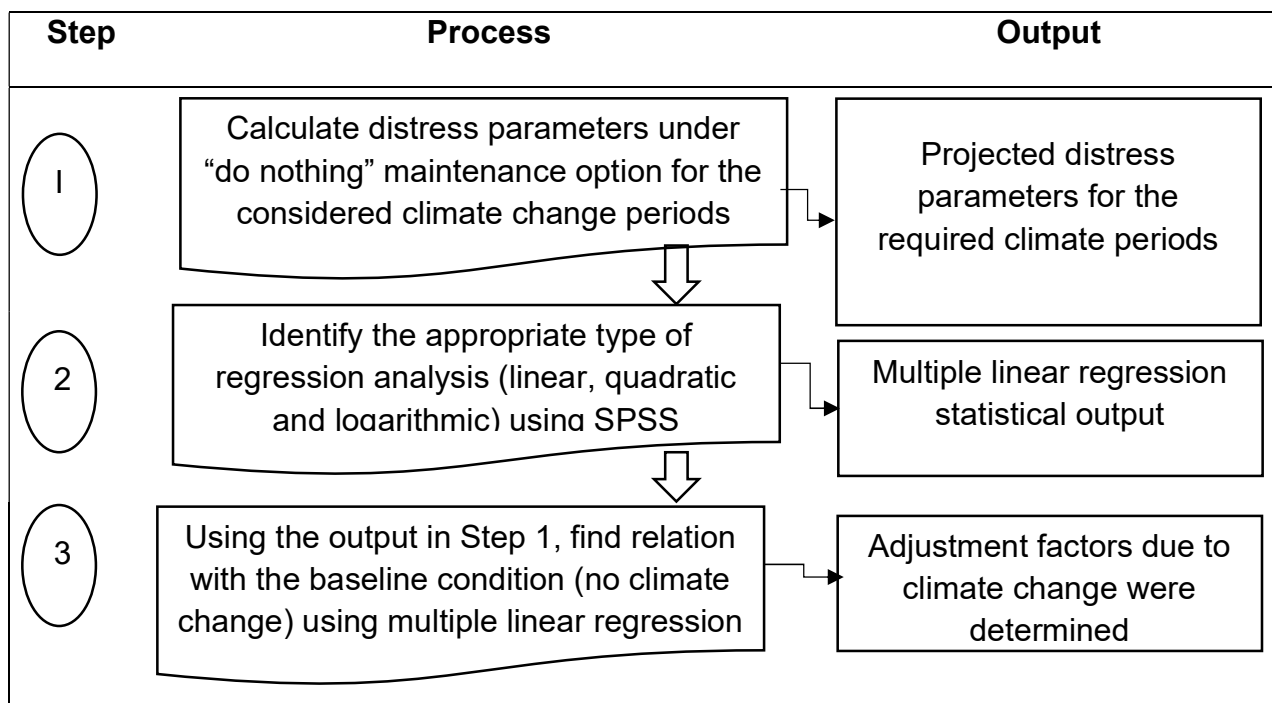 Step Process Output
I
Calculate distress parameters under
“do nothing” maintenance option for the
considered climate change periods
Projected distress
parameters for the
required climate periods
2
Identify the appropriate type of
regression analysis (linear, quadratic
and logarithmic) using SPSS
Multiple linear regression
statistical output
3
Using the output in Step 1, find relation
with the baseline condition (no climate
change) using multiple linear regression
Adjustment factors due to
climate change were
determined